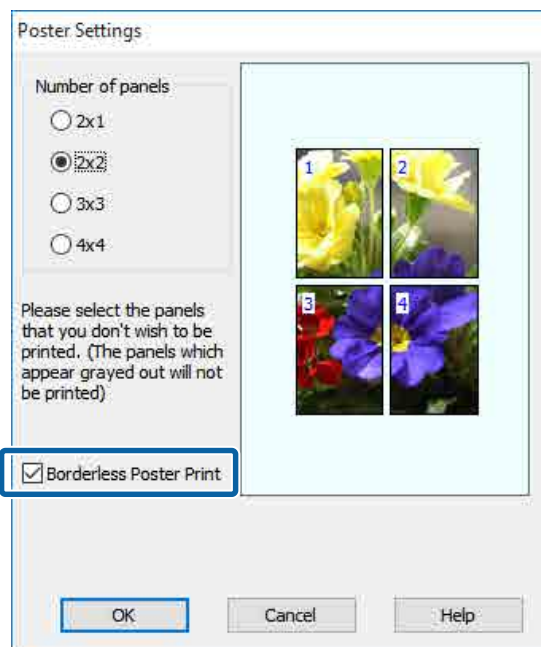 Poster Settings
Number of panels
2x1
2x2
3x3
4x4
1
2
3
4
Please select the panels
that you don't wish to be
printed. (The panels which
appear grayed out will not
be printed)
Borderless Poster Print
OK
Cancel
Help